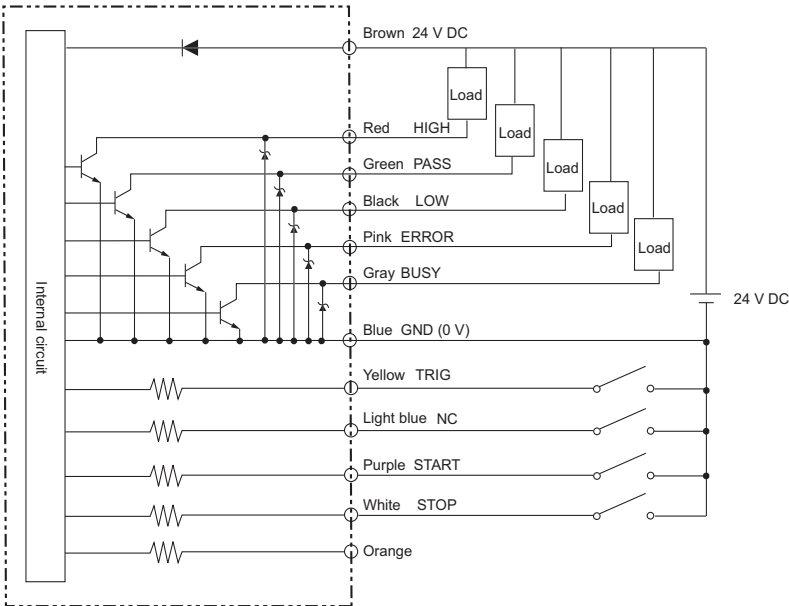 Brown 24 V DC
Load
Red HIGH
Load
Green PASS
Load
Black LOW
Load
Pink ERROR
Load
Gray BUSY
Internal circuit
24 V DC
Blue GND (0 V)
Yellow TRIG
Light blue NC
Purple START
White STOP
Orange